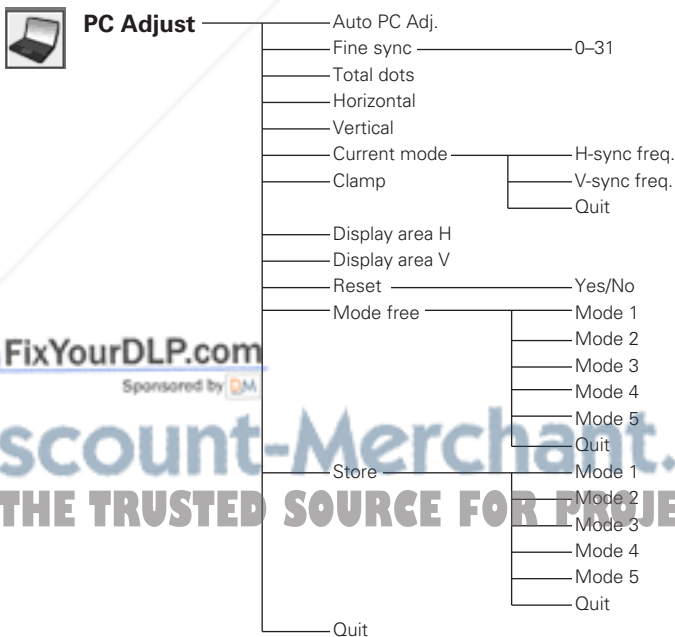 PC Adjust
Auto PC Adj.
Fine sync 0–31
Total dots
Horizontal
Vertical
Current mode H-sync freq.
Clamp V-sync freq.
Quit
Display area H
Display area V
Reset Yes/No
Mode free Mode 1
Mode 2
FixYourDLP.com
Mode 3
Sponsored by DM
Mode 4
Mode 5
scount-Merchant.
Quit
Store Mode 1
THE TRUSTED SOURCE FOR PROJE
Mode 2
Mode 3
Mode 4
Mode 5
Quit
Quit